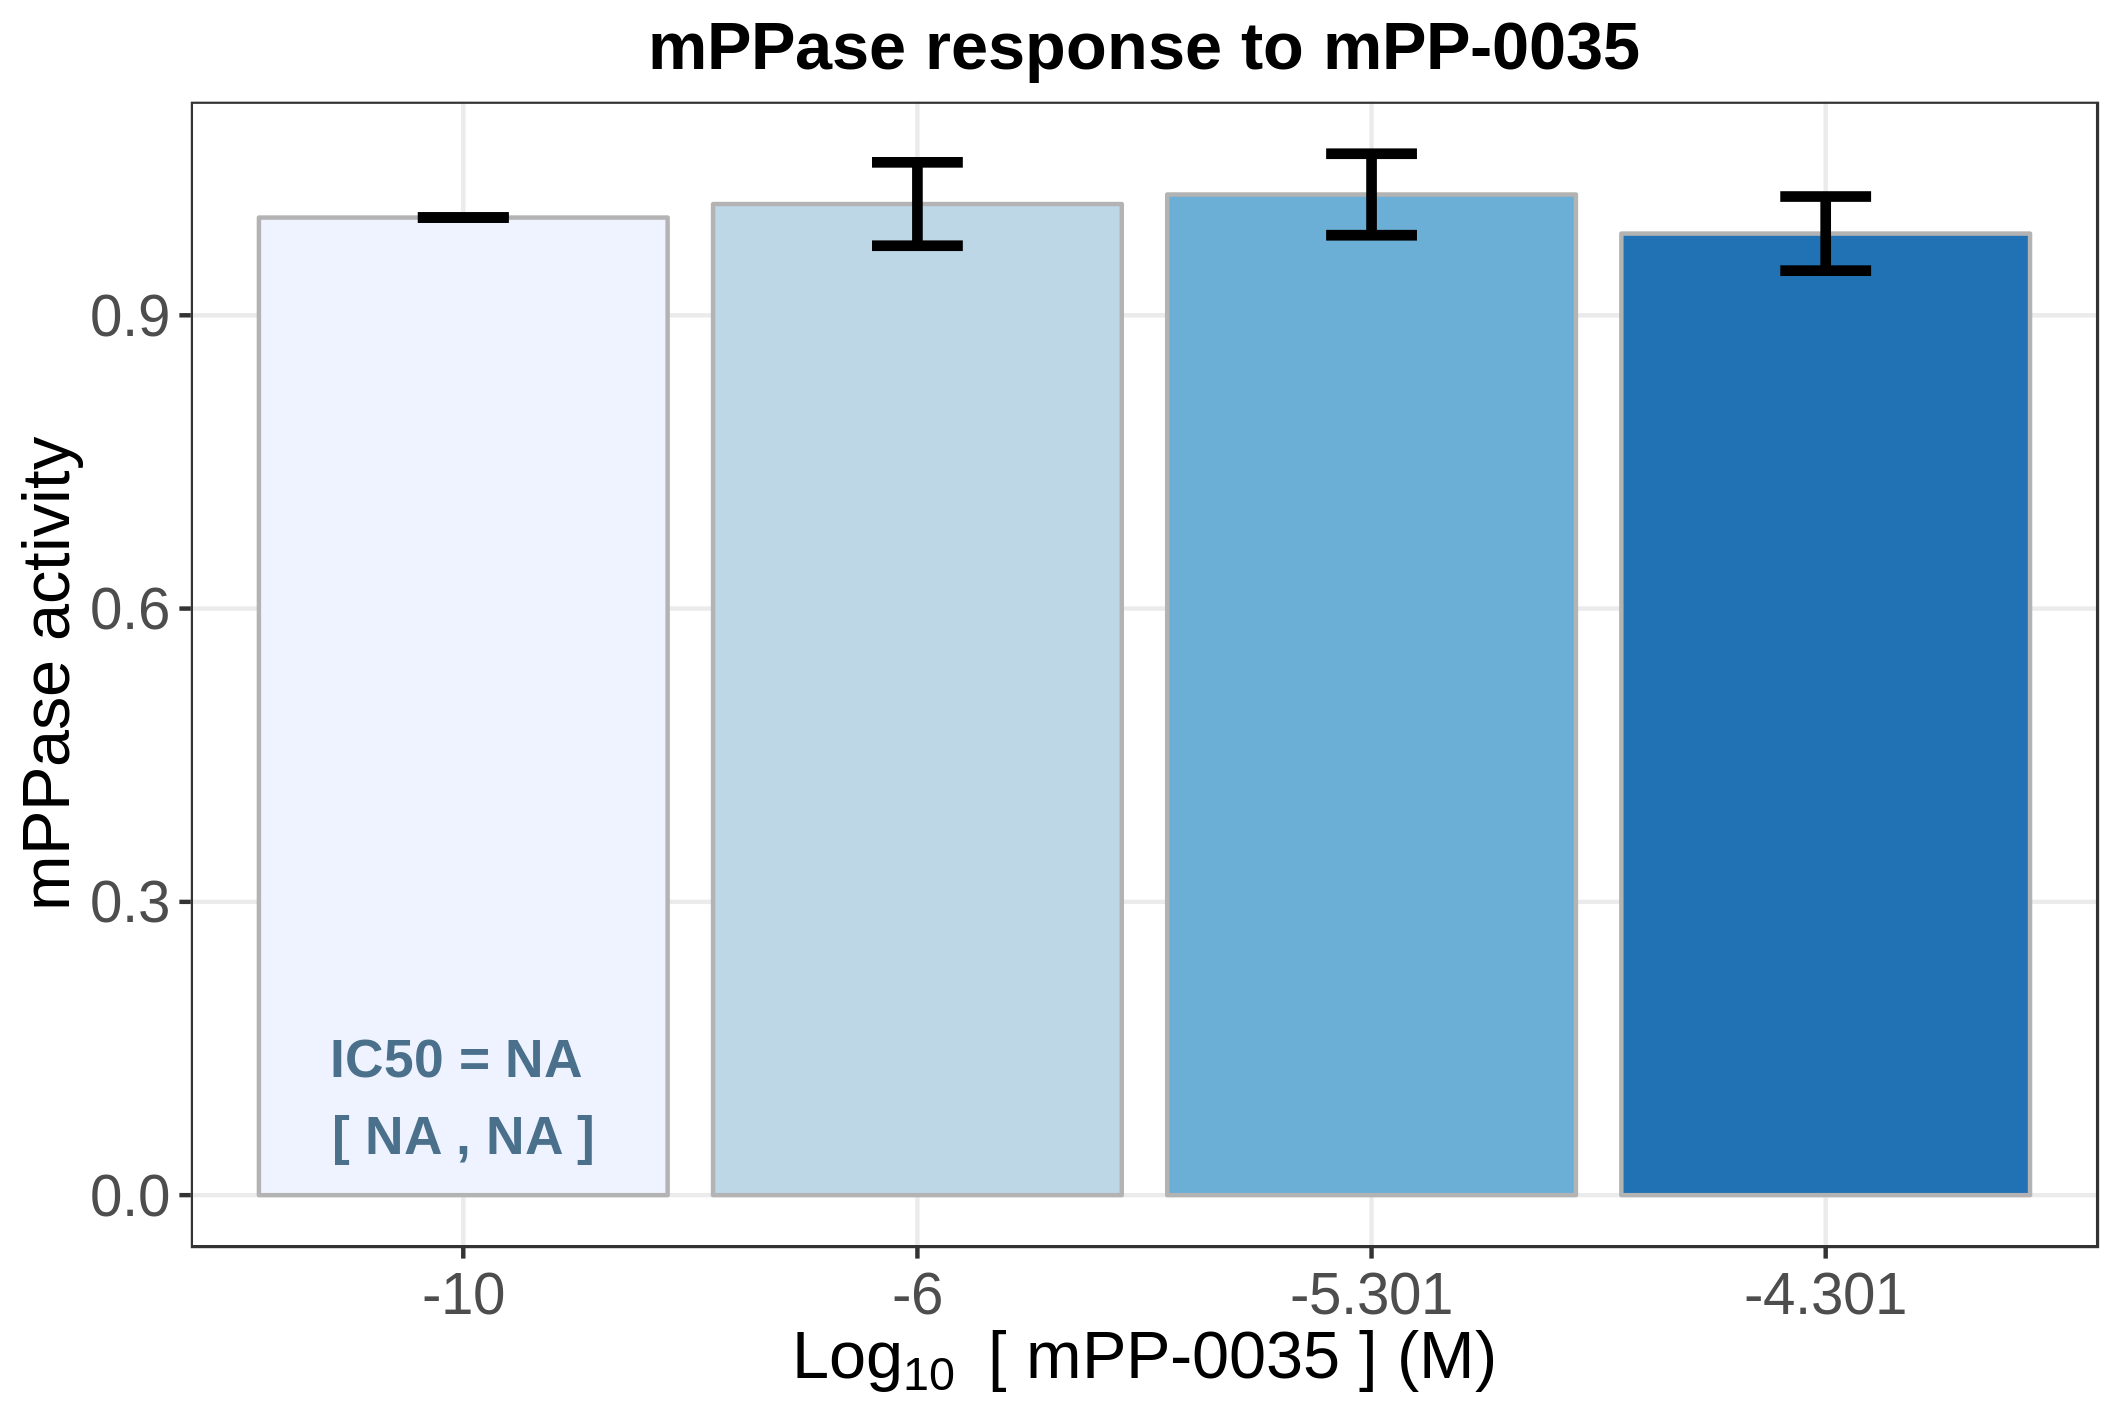 mPPase response to mPP-0035
mPPase activity
0.9
0.6
0.3
0.0
IC50 = NA
[ NA , NA ]
-10
-6
-5.301
-4.301
Log10 [ mPP-0035 ] (M)